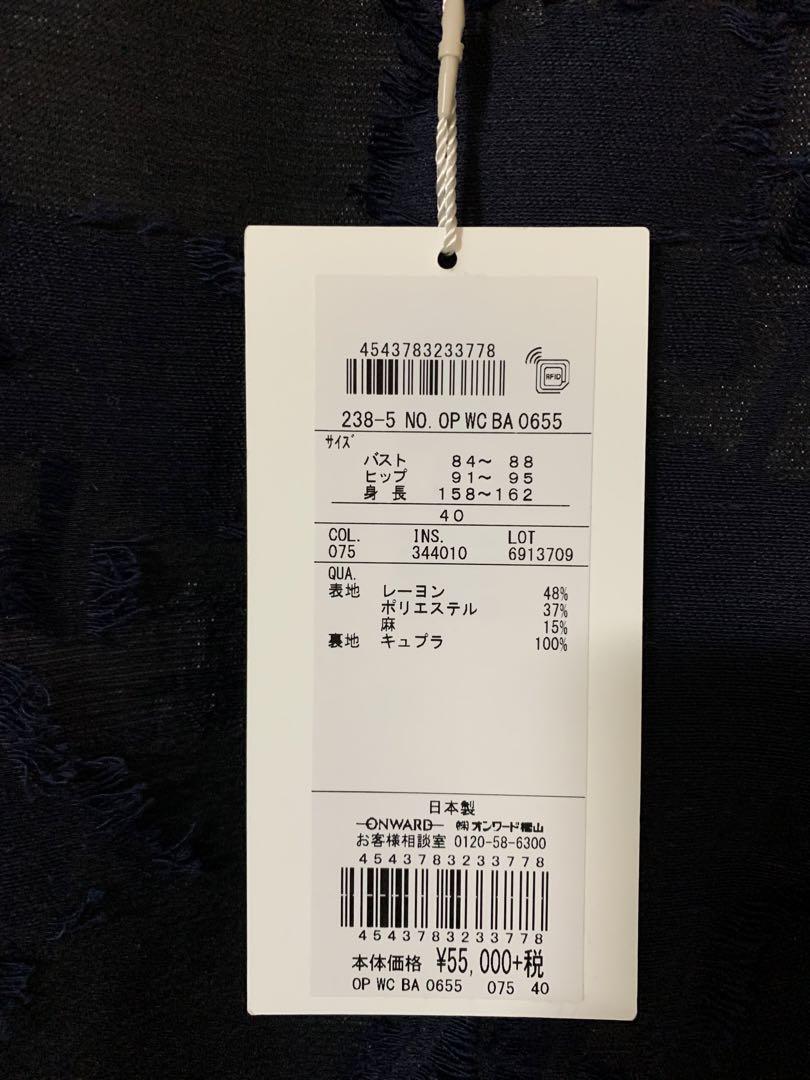 4543783233778
RFID
238-5 NO. OP WC BA 0655
サイズ
バスト 84～ 88
ヒップ 91～ 95
身 長 158～162
40
COL. INS. LOT
075 344010 6913709
QUA.
表地 レーヨン 48%
ポリエステル 37%
麻 15%
裏地 キュプラ 100%
日本製
ONWARD ㈱オンワード樫山
お客様相談室 0120-58-6300
4543783233778
4543783233778
本体価格 ¥55,000+税
OP WC BA 0655 075 40